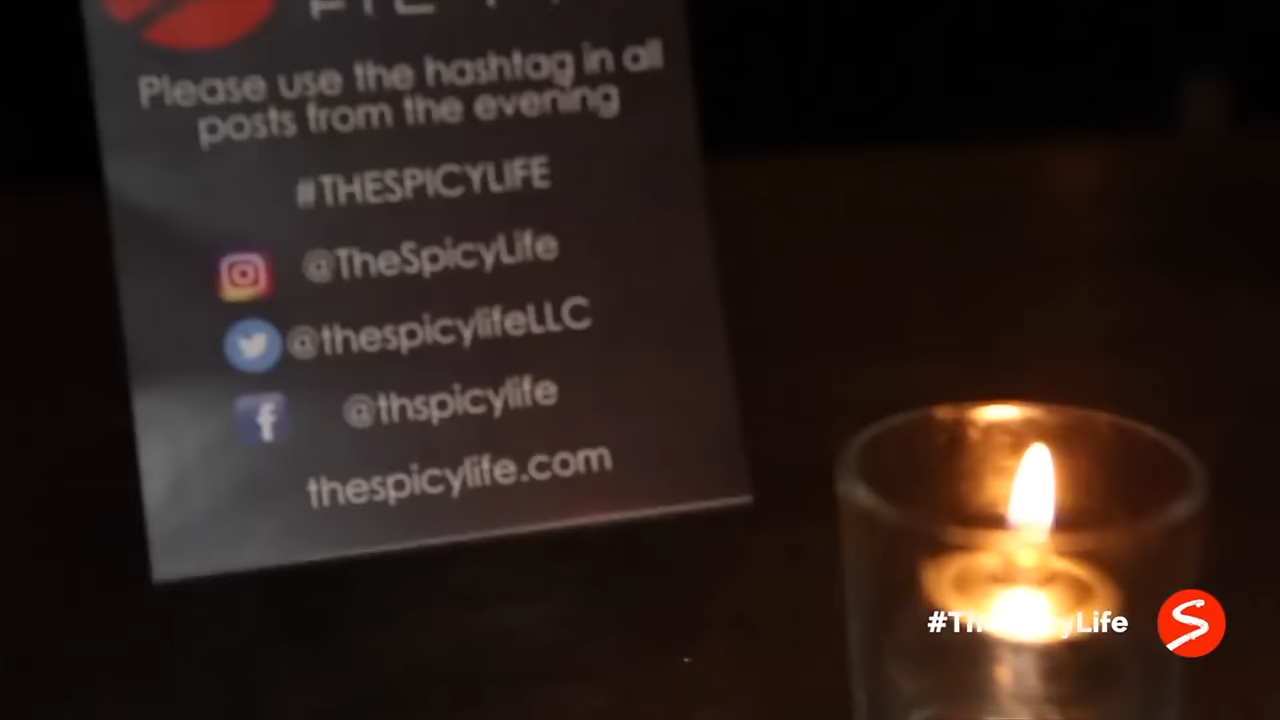 Please use the hashtag in all
posts from the evening
#THESPICYLIFE
@TheSpicyLife
@thespicylifeLLC
@thspicylife
thespicylife.com